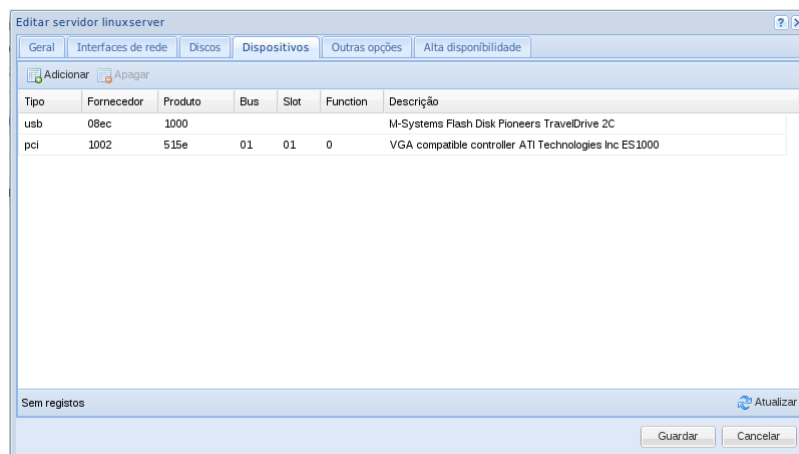 Editar servidor linuxserver
Geral Interfaces de rede Discos Dispositivos Outras opções Alta disponibilidade
Adicionar Apagar
Tipo Fornecedor Produto Bus Slot Function Descrição
usb 08ec 1000 M-Systems Flash Disk Pioneers TravelDrive 2C
pci 1002 515e 01 01 0 VGA compatible controller ATI Technologies Inc ES1000
Sem registos Atualizar
Guardar Cancelar